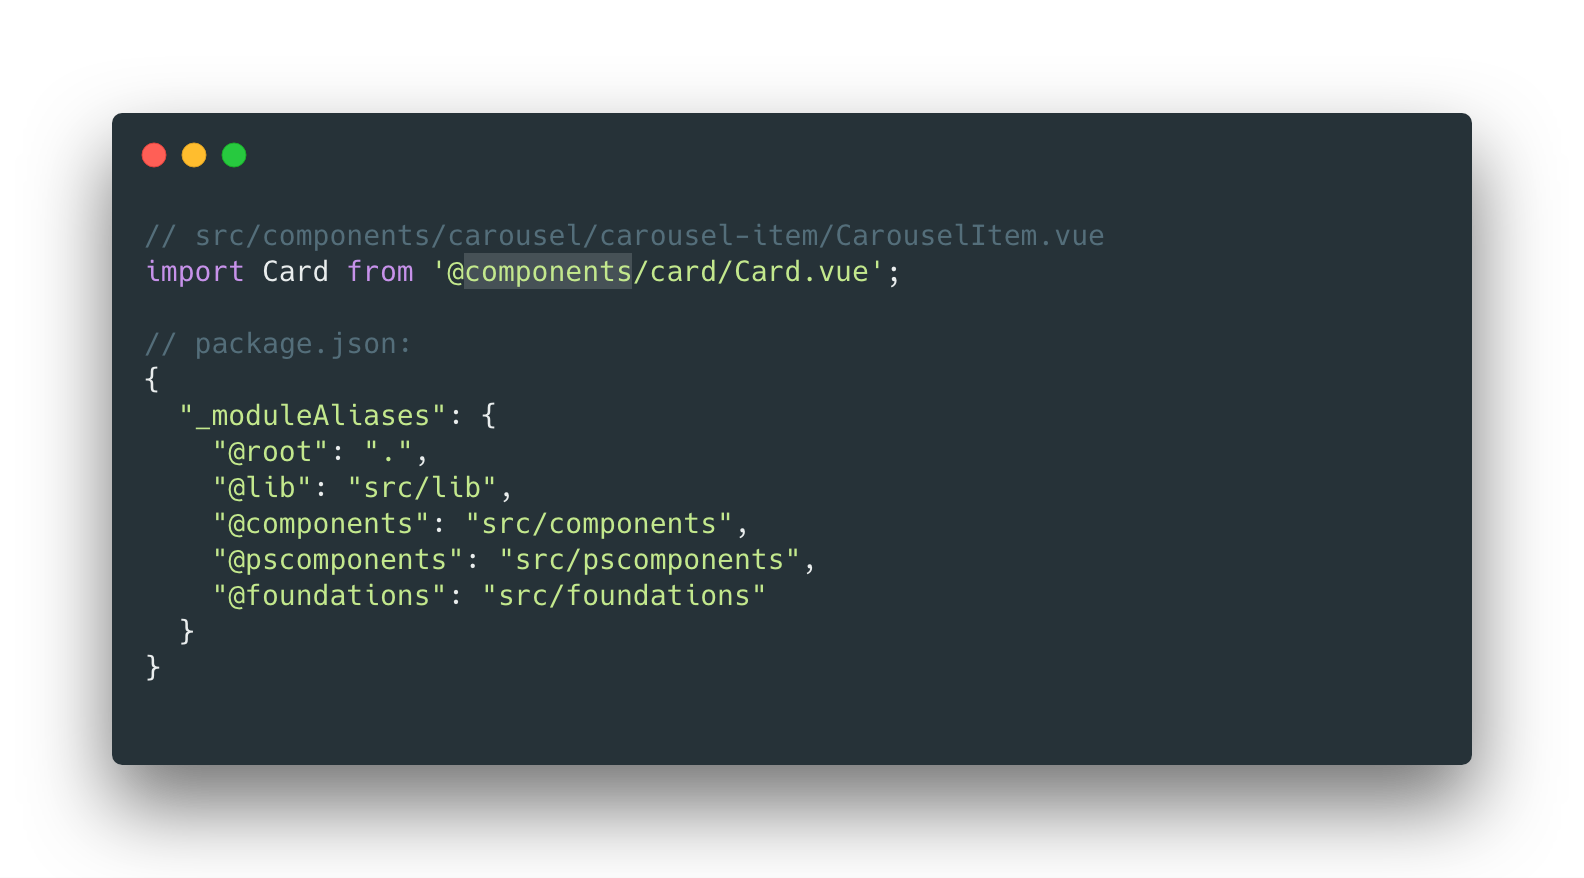 // src/components/carousel/carousel-item/CarouselItem.vue
import Card from '@components/card/Card.vue';

// package.json:
{
  "_moduleAliases": {
    "@root": ".",
    "@lib": "src/lib",
    "@components": "src/components",
    "@pscomponents": "src/pscomponents",
    "@foundations": "src/foundations"
  }
}